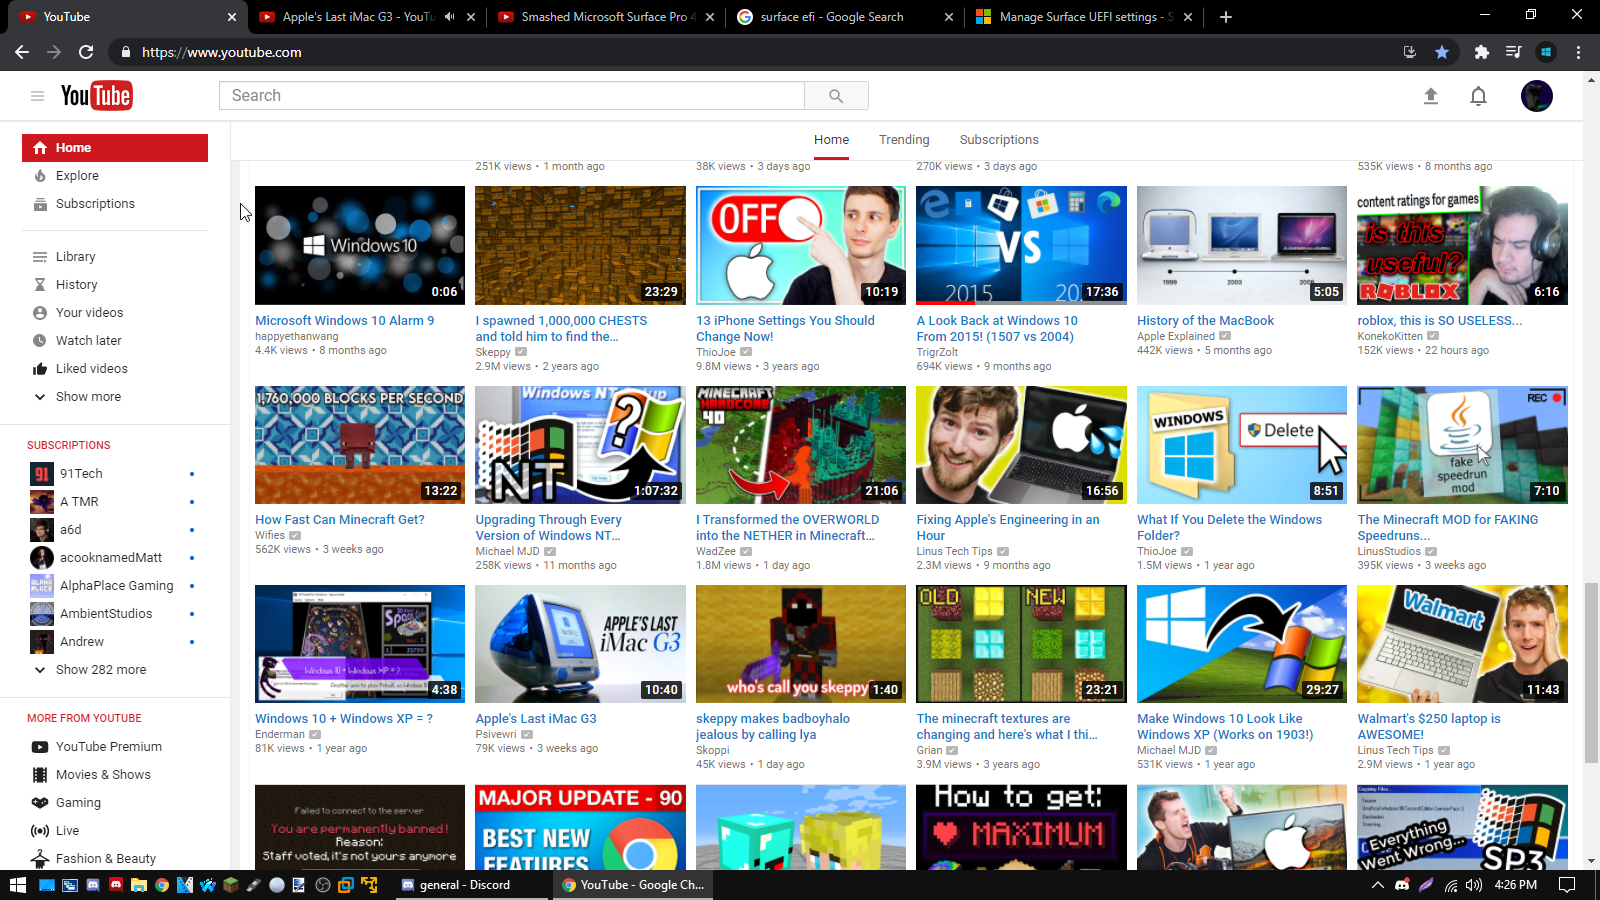 YouTube
Apple's Last iMac G3 - YouTu
Smashed Microsoft Surface Pro 4
surface efi - Google Search
Manage Surface UEFI settings - S
https://www.youtube.com
YouTube
Search
Home
Trending
Subscriptions
Home
Explore
Subscriptions
Library
History
Your videos
Watch later
Liked videos
Show more
SUBSCRIPTIONS
91
91Tech
A TMR
a6d
acooknamedMatt
ALPHA
PLACE
AlphaPlace Gaming
AmbientStudios
Andrew
Show 282 more
MORE FROM YOUTUBE
YouTube Premium
Movies & Shows
Gaming
Live
Fashion & Beauty
251K views • 1 month ago
38K views • 3 days ago
270K views • 3 days ago
535K views • 8 months ago
Windows 10
0:06
Microsoft Windows 10 Alarm 9
happyethanwang
4.4K views • 8 months ago
23:29
I spawned 1,000,000 CHESTS
and told him to find the...
Skeppy
2.9M views • 2 years ago
OFF
10:19
13 iPhone Settings You Should
Change Now!
ThioJoe
9.8M views • 3 years ago
VS
2015
17:36
A Look Back at Windows 10
From 2015! (1507 vs 2004)
TrigrZolt
694K views • 9 months ago
1999
2003
2008
5:05
History of the MacBook
Apple Explained
442K views • 5 months ago
content ratings for games
is this
useful?
ROBLOX
6:16
roblox, this is SO USELESS...
KonekoKitten
152K views • 22 hours ago
1,760,000 BLOCKS PER SECOND
13:22
How Fast Can Minecraft Get?
Wifies
562K views • 3 weeks ago
Windows NT
NT
?
1:07:32
Upgrading Through Every
Version of Windows NT...
Michael MJD
258K views • 11 months ago
MINECRAFT
HARDCORE
40
21:06
I Transformed the OVERWORLD
into the NETHER in Minecraft...
WadZee
1.8M views • 1 day ago
16:56
Fixing Apple's Engineering in an
Hour
Linus Tech Tips
2.3M views • 9 months ago
WINDOWS
Delete
8:51
What If You Delete the Windows
Folder?
ThioJoe
1.5M views • 1 year ago
REC
Java
fake
speedrun
mod
7:10
The Minecraft MOD for FAKING
Speedruns...
LinusStudios
395K views • 3 weeks ago
Windows 10 + Windows XP = ?
4:38
Windows 10 + Windows XP = ?
Enderman
81K views • 1 year ago
APPLE'S LAST
iMac G3
10:40
Apple's Last iMac G3
Psivewri
79K views • 3 weeks ago
who's call you skeppy?
1:40
skeppy makes badboyhalo
jealous by calling lya
Skoppi
45K views • 1 day ago
OLD
NEW
23:21
The minecraft textures are
changing and here's what I thi...
Grian
3.9M views • 3 years ago
29:27
Make Windows 10 Look Like
Windows XP (Works on 1903!)
Michael MJD
531K views • 1 year ago
Walmart
11:43
Walmart's $250 laptop is
AWESOME!
Linus Tech Tips
2.9M views • 1 year ago
Failed to connect to the server
You are permanently banned!
Reason:
Staff voted, it's not yours anymore
MAJOR UPDATE - 90
BEST NEW
FEATURES
How to get:
MAXIMUM
Copying Files...
Everything
Went Wrong...
SP3
general - Discord
YouTube - Google Ch...
4:26 PM